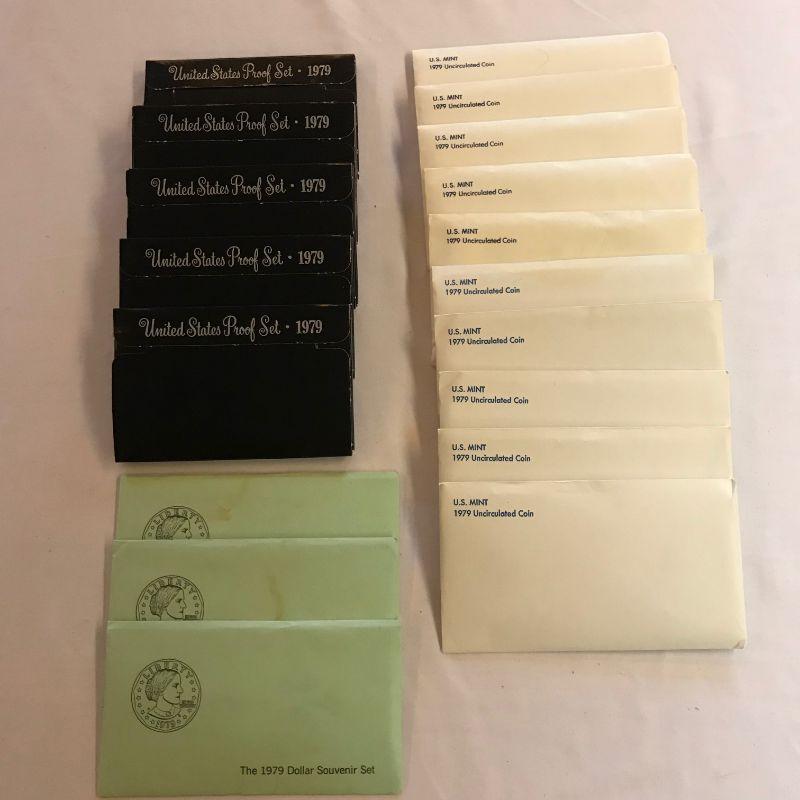 United States Proof Set · 1979
United States Proof Set · 1979
United States Proof Set · 1979
United States Proof Set · 1979
United States Proof Set · 1979
U.S. MINT
1979 Uncirculated Coin
U.S. MINT
1979 Uncirculated Coin
U.S. MINT
1979 Uncirculated Coin
U.S. MINT
1979 Uncirculated Coin
U.S. MINT
1979 Uncirculated Coin
U.S. MINT
1979 Uncirculated Coin
U.S. MINT
1979 Uncirculated Coin
U.S. MINT
1979 Uncirculated Coin
U.S. MINT
1979 Uncirculated Coin
U.S. MINT
1979 Uncirculated Coin
LIBERTY
LIBERTY
LIBERTY
1979
The 1979 Dollar Souvenir Set